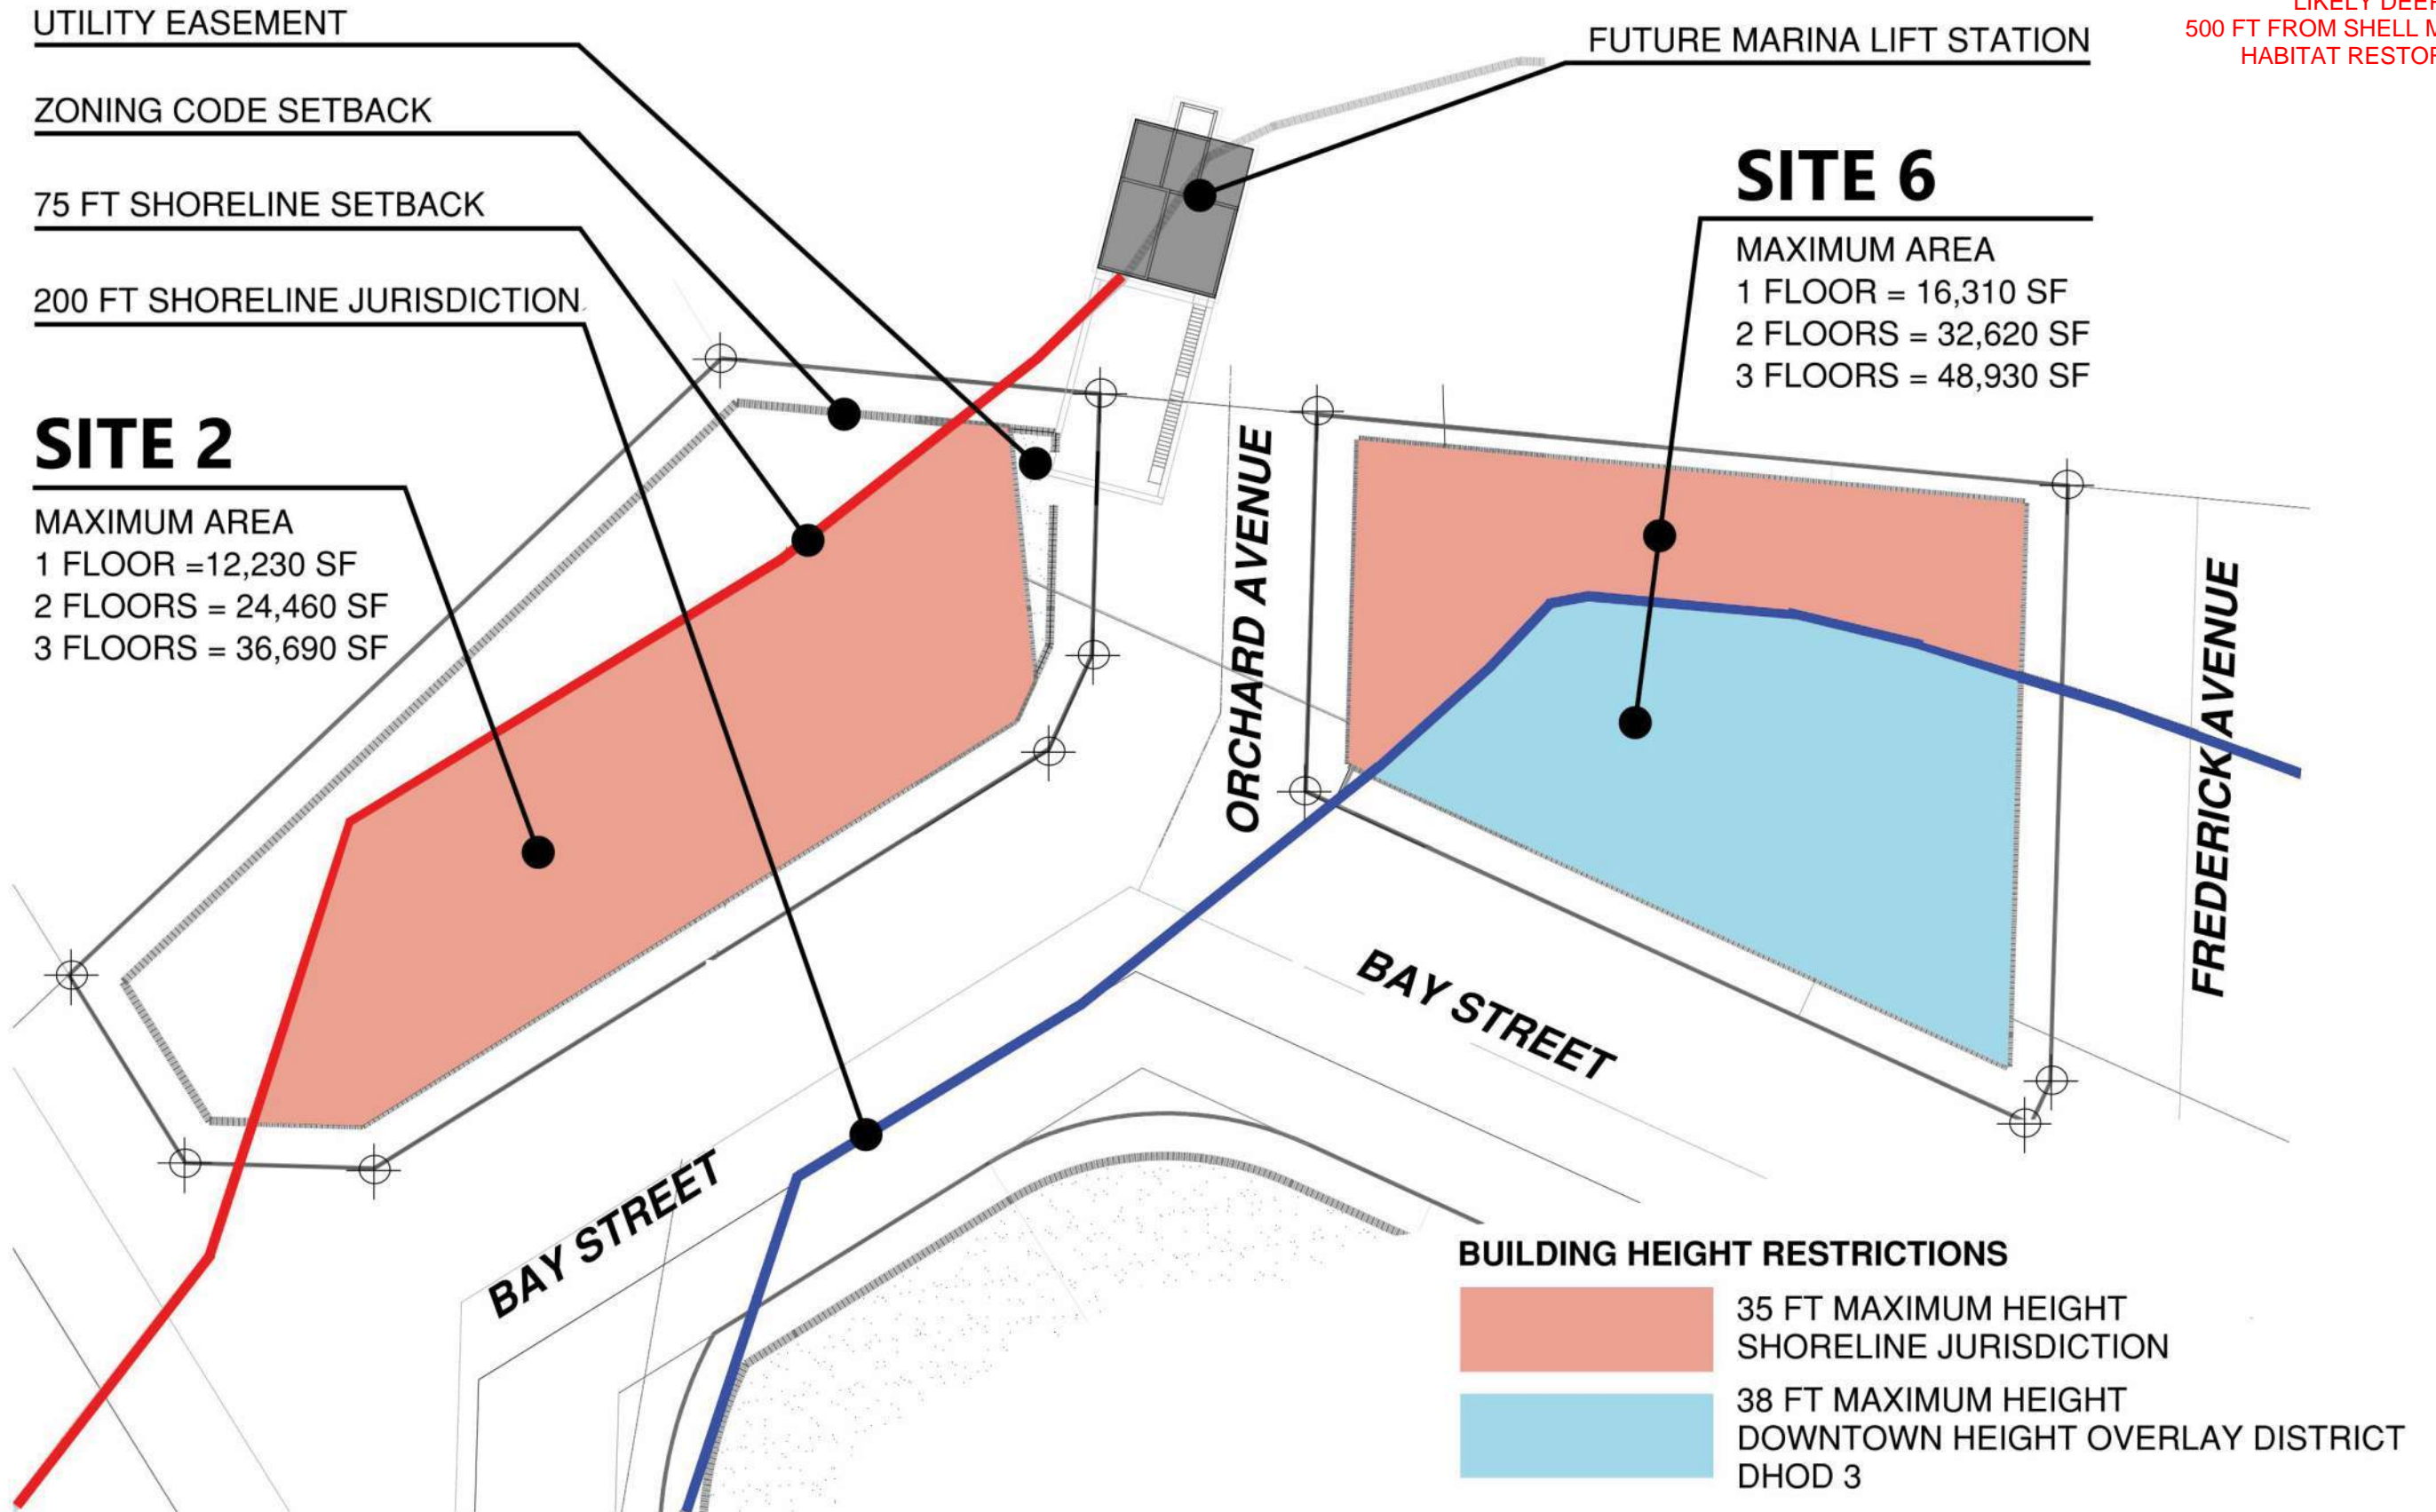 UTILITY EASEMENT
ZONING CODE SETBACK
75 FT SHORELINE SETBACK
200 FT SHORELINE JURISDICTION
FUTURE MARINA LIFT STATION
LIKELY
500 FT FROM SHELL
HABITAT
SITE 6
MAXIMUM AREA
1 FLOOR = 16,310 SF
2 FLOORS = 32,620 SF
3 FLOORS = 48,930 SF
SITE 2
MAXIMUM AREA
1 FLOOR =12,230 SF
2 FLOORS = 24,460 SF
3 FLOORS = 36,690 SF
ORCHARD AVENUE
FREDERICK AVENUE
BAY STREET
BAY STREET
BUILDING HEIGHT RESTRICTIONS
35 FT MAXIMUM HEIGHT
SHORELINE JURISDICTION
38 FT MAXIMUM HEIGHT
DOWNTOWN HEIGHT OVERLAY DISTRICT
DHOD 3